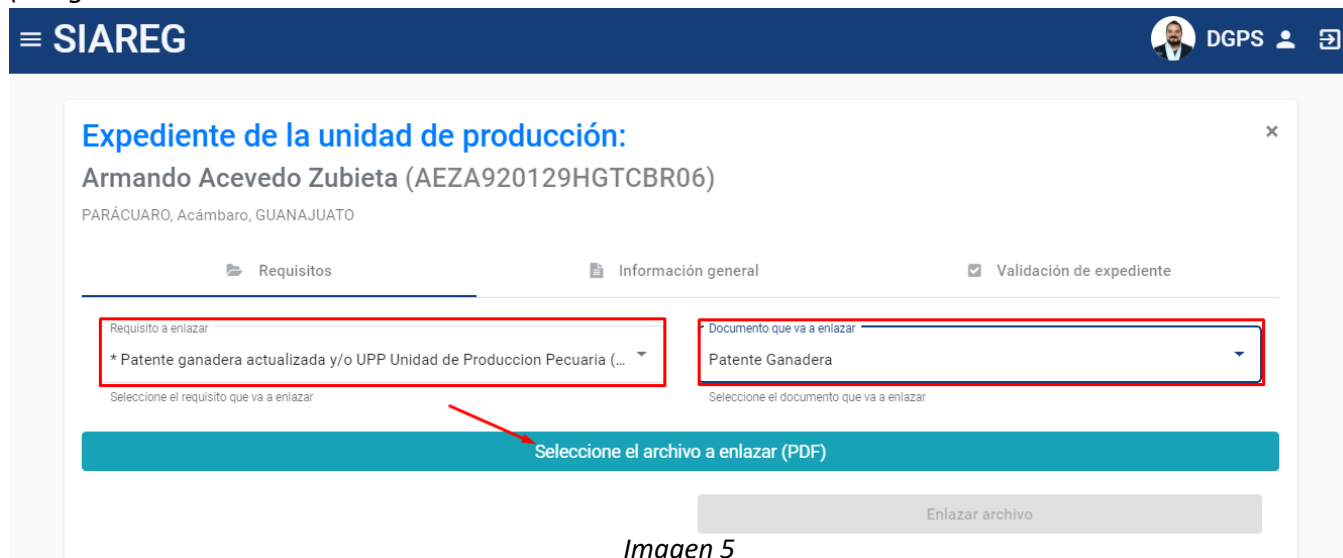 SIAREG
DGPS
Expediente de la unidad de producción:
×
Armando Acevedo Zubieta (AEZA920129HGTCBR06)
PARÁCUARO, Acámbaro, GUANAJUATO
Requisitos
Información general
Validación de expediente
Requisito a enlazar
* Patente ganadera actualizada y/o UPP Unidad de Produccion Pecuaria (...
Seleccione el requisito que va a enlazar
Documento que va a enlazar
Patente Ganadera
Seleccione el documento que va a enlazar
Seleccione el archivo a enlazar (PDF)
Enlazar archivo
Imagen 5